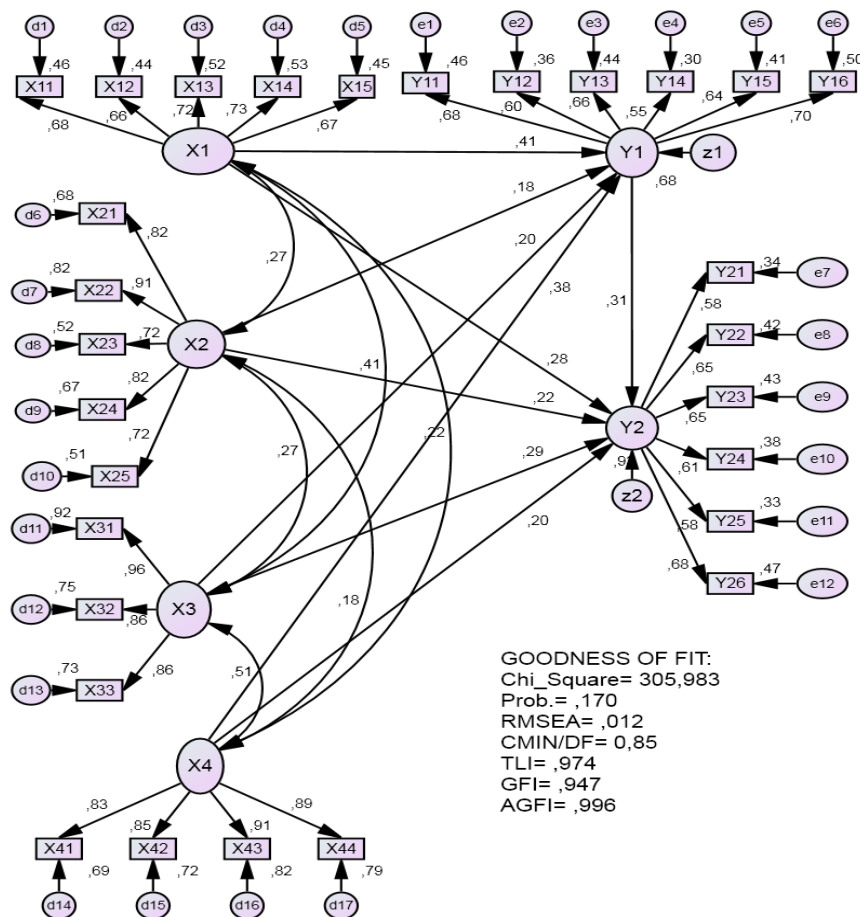 d1 d2 d3 d4 d5 e1 e2 e3 e4 e5 e6
,46 ,44 ,52 ,53 ,45 ,46 ,36 ,44 ,30 ,41 ,50
X11 X12 X13 X14 X15 Y11 Y12 Y13 Y14 Y15 Y16
,68 ,66 ,72 ,73 ,67 ,68 ,60 ,66 ,55 ,64 ,70
X1 ,41 Y1 z1
,68
,18
d6 ,68 X21
,82
,20
,27
d7 ,82 X22 ,91
,38
,31
Y21 ,34 e7
,58
d8 ,52 X23 ,72
X2
Y22 ,42 e8
,65
,41 ,28
d9 ,67 X24 ,82
,22
Y23 ,43 e9
,65
,72
,22
Y2
d10 ,51 X25
,27
,29
Y24 ,38 e10
,61
z2
d11 ,92 X31
,96
,20
Y25 ,33 e11
,58
d12 ,75 X32 ,86
X3
,18
Y26 ,47 e12
,68
d13 ,73 X33 ,86
,51
GOODNESS OF FIT:
Chi_Square= 305,983
Prob.= ,170
RMSEA= ,012
CMIN/DF= 0,85
TLI= ,974
GFI= ,947
AGFI= ,996
X4
,83 ,85 ,91 ,89
X41 X42 X43 X44
,69 ,72 ,82 ,79
d14 d15 d16 d17